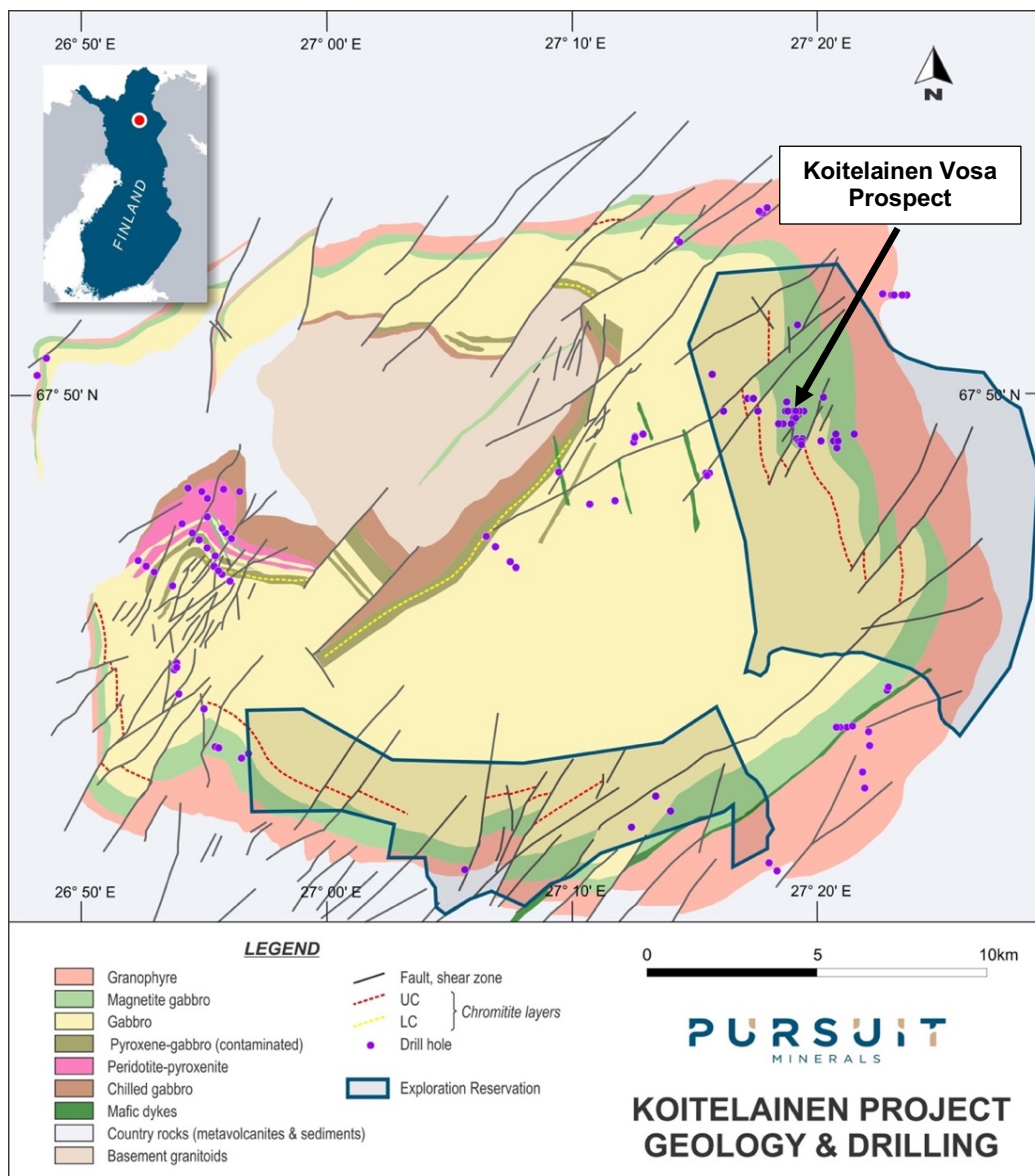 26° 50' E
27° 00' E
27° 10' E
27° 20' E
N
FINLAND
Koitelainen Vosa
Prospect
67° 50' N
67° 50' N
26° 50' E
27° 00' E
27° 10' E
27° 20' E
LEGEND
Granophyre
Magnetite gabbro
Gabbro
Pyroxene-gabbro (contaminated)
Peridotite-pyroxenite
Chilled gabbro
Mafic dykes
Country rocks (metavolcanites & sediments)
Basement granitoids
Fault, shear zone
UC
LC
Chromitite layers
Drill hole
Exploration Reservation
0 5 10km
PURSUIT
MINERALS
KOITELAINEN PROJECT
GEOLOGY & DRILLING